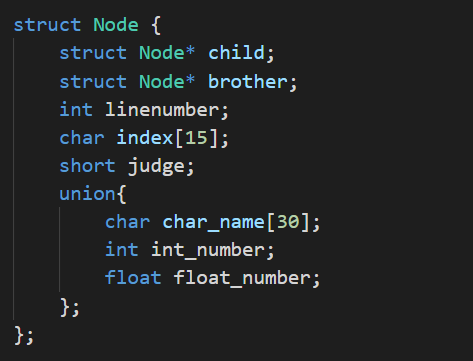 struct Node {
    struct Node* child;
    struct Node* brother;
    int linenumber;
    char index[15];
    short judge;
    union{
        char char_name[30];
        int int_number;
        float float_number;
    };
};